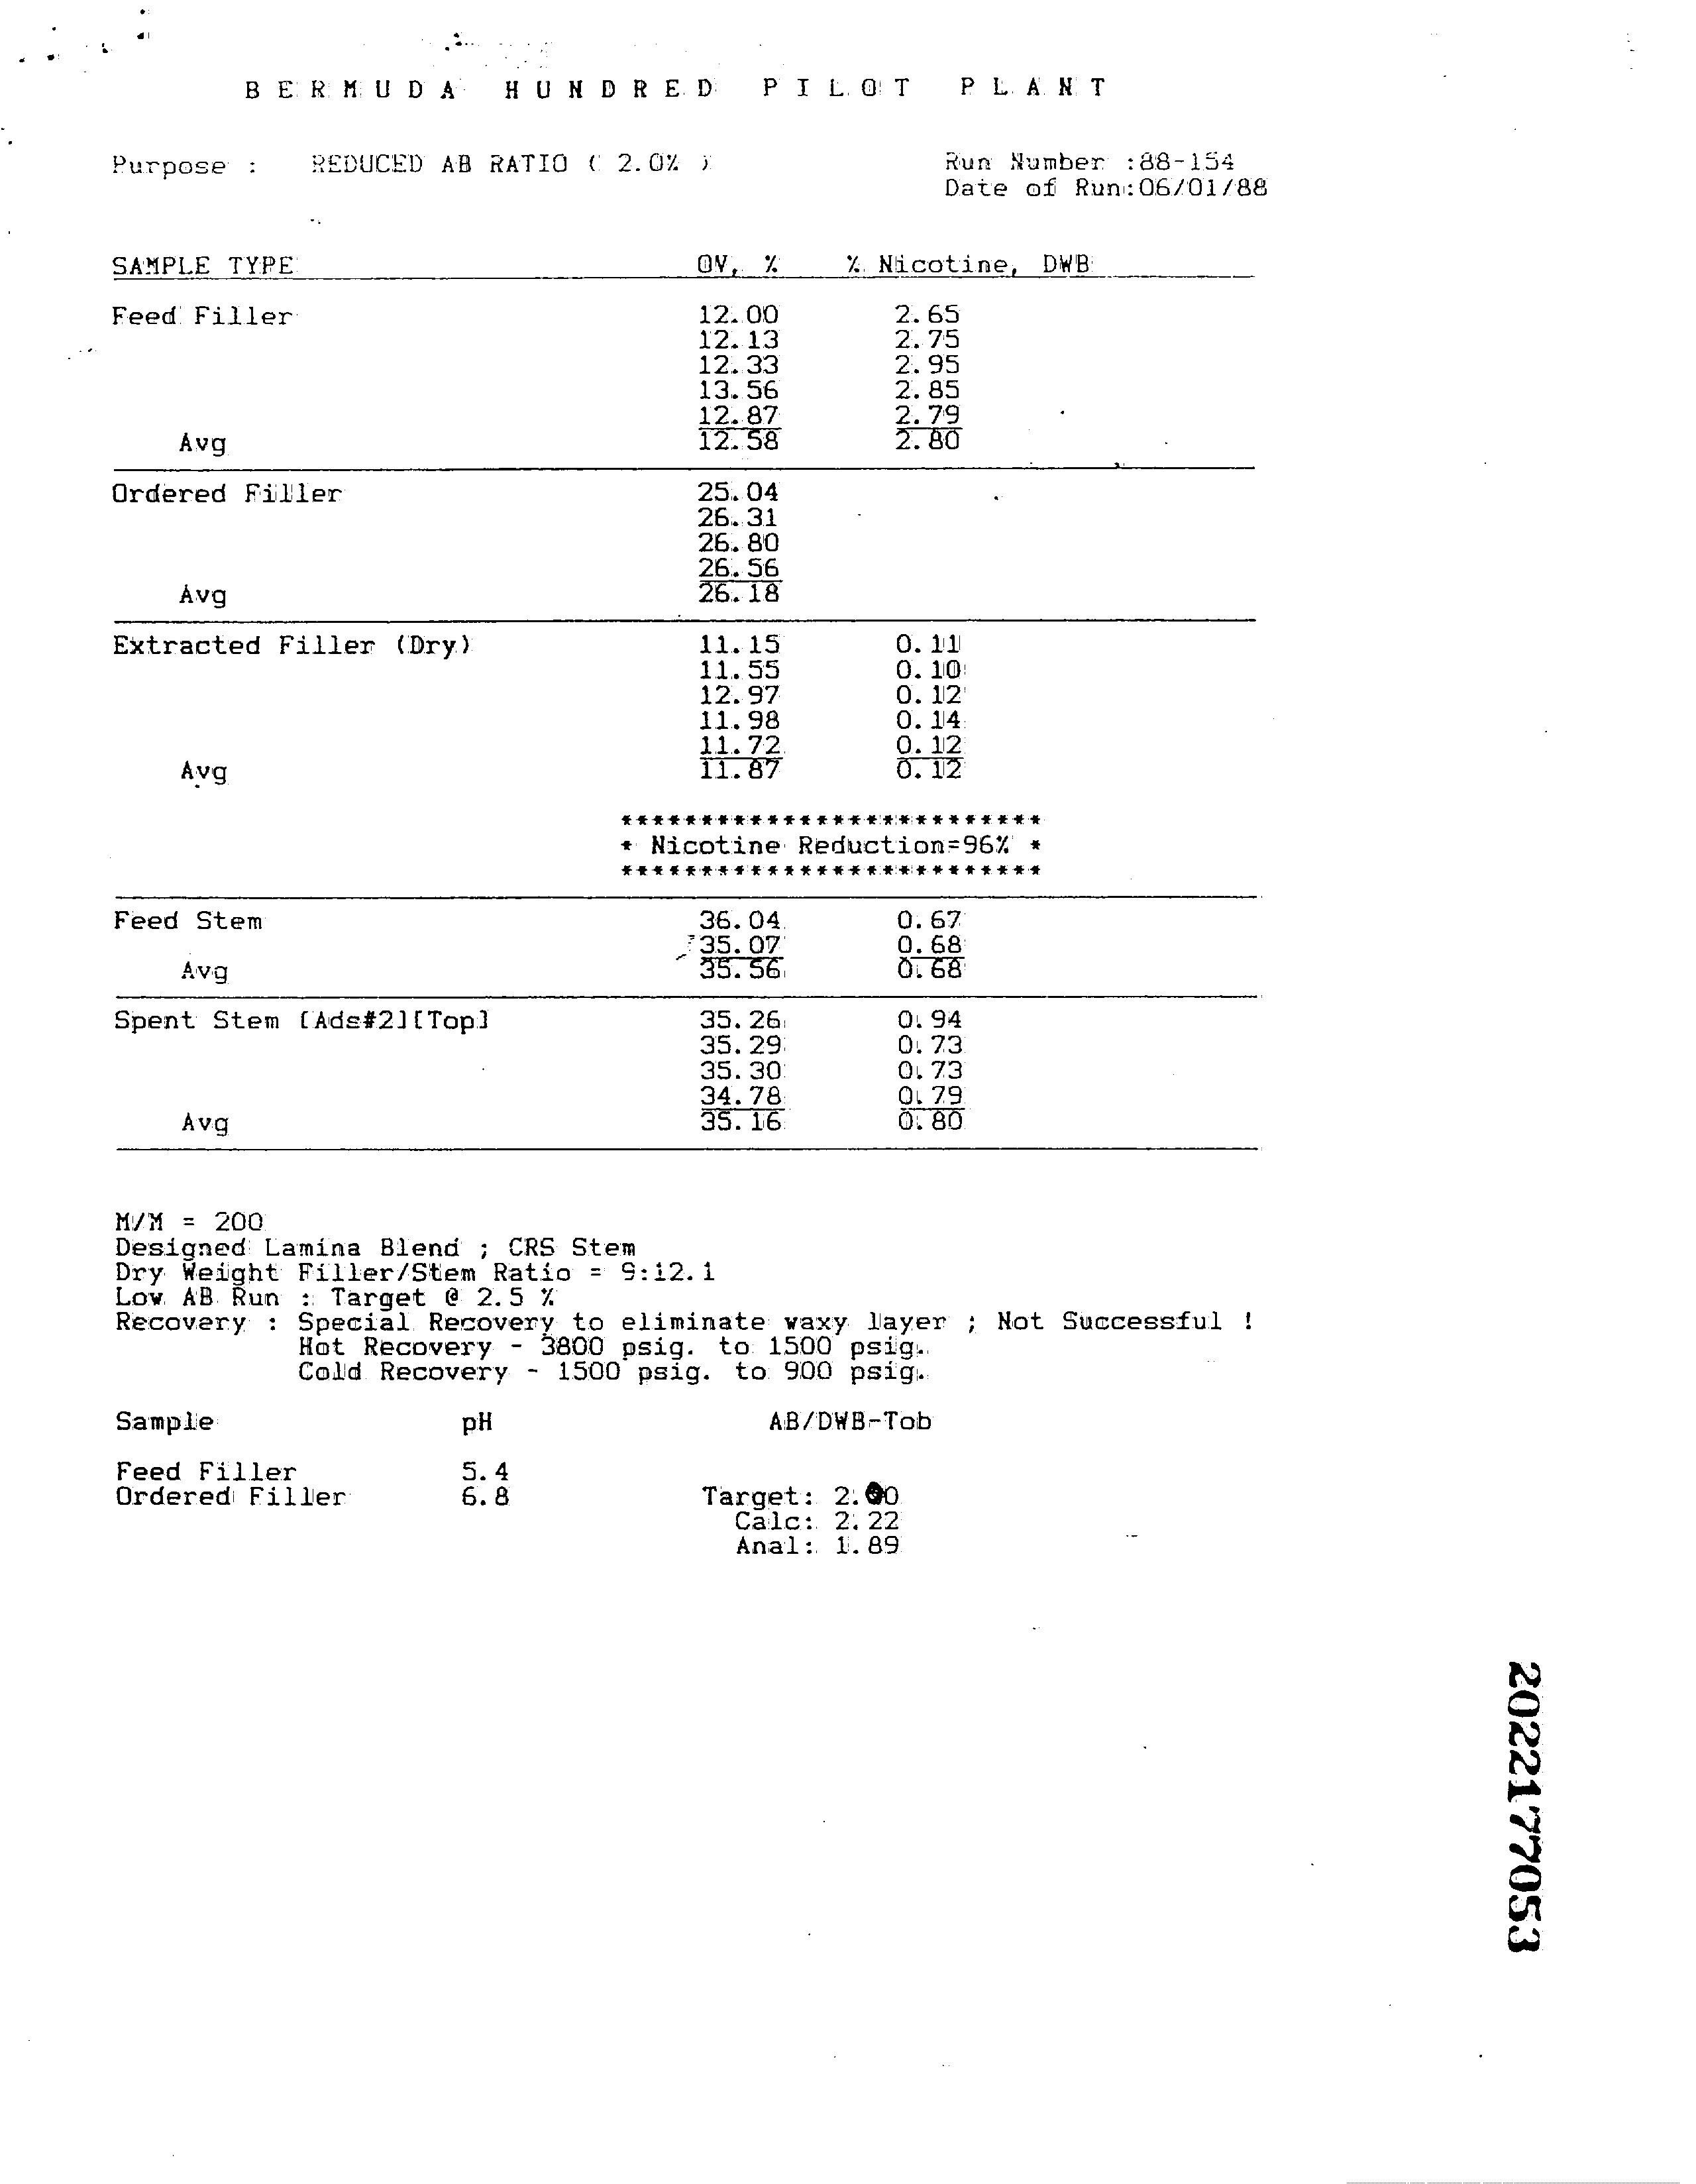 BERMUDA HUNDRED PILOT PLANT
Purpose : REDUCED AB RATIO ( 2.0% ) Run Number :88-154
Date of Run:06/01/88
SAMPLE TYPE OV, % % Nicotine, DWB
Feed Filler 12.00 2.65
12.13 2.75
12.33 2.95
13.56 2.85
12.87 2.79
Avg 12.58 2.80
Ordered Filler 25.04
26.31
26.80
26.56
Avg 26.18
Extracted Filler (Dry) 11.15 0.11
11.55 0.10
12.97 0.12
11.98 0.14
11.72 0.12
Avg 11.87 0.12
***************************
* Nicotine Reduction=96% *
***************************
Feed Stem 36.04 0.67
35.07 0.68
Avg 35.56 0.68
Spent Stem [Ads#2][Top] 35.26 0.94
35.29 0.73
35.30 0.73
34.78 0.79
Avg 35.16 0.80
M/M = 200
Designed Lamina Blend ; CRS Stem
Dry Weight Filler/Stem Ratio = 9:12.1
Low AB Run : Target @ 2.5 %
Recovery : Special Recovery to eliminate waxy layer ; Not Successful !
Hot Recovery - 3800 psig. to 1500 psig.
Cold Recovery - 1500 psig. to 900 psig.
Sample pH AB/DWB-Tob
Feed Filler 5.4
Ordered Filler 6.8 Target: 2.00
Calc: 2.22
Anal: 1.89
2022177053